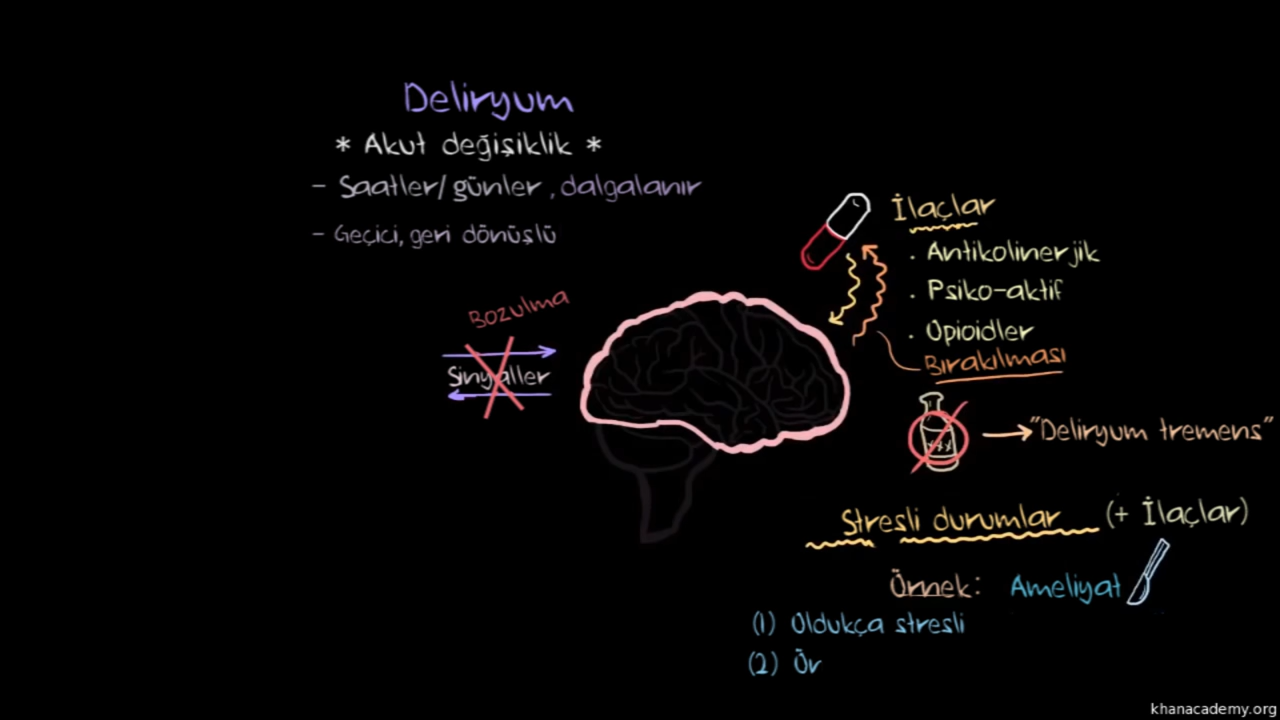 Deliryum
* Akut değişiklik *
- Saatler/günler, dalgalanır
- Geçici, geri dönüşlü
Bozulma
Sinyaller
İlaçlar
. Antikolinerjik
. Psiko-aktif
. Opioidler
Bırakılması
xxx
"Deliryum tremens"
Stresli durumlar (+ İlaçlar)
Örnek: Ameliyat
(1) Oldukça stresli
(2) Ör
khanacademy.org